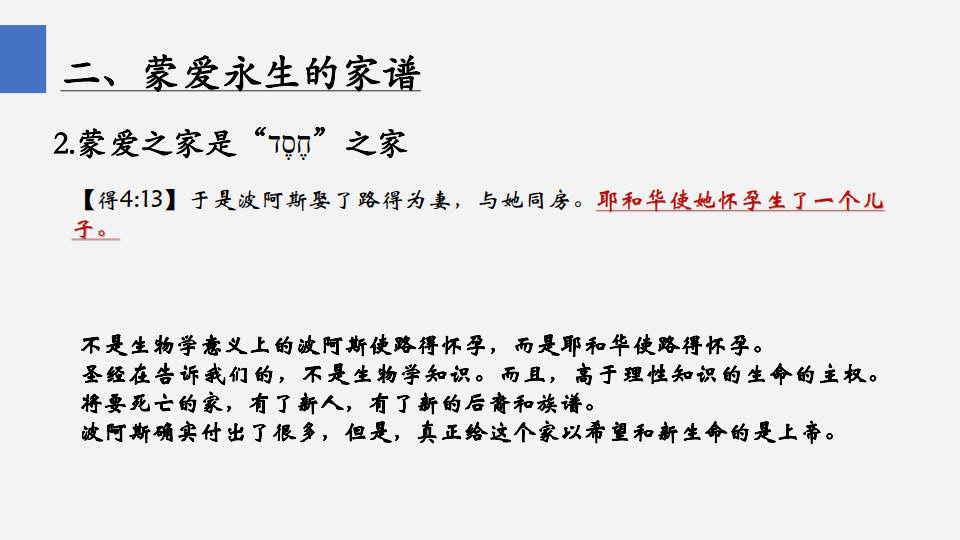 二、蒙爱永生的家谱
2.蒙爱之家是“חֶסֶד”之家
【得4:13】于是波阿斯娶了路得为妻，与她同房。耶和华使她怀孕生了一个儿
子。
不是生物学意义上的波阿斯使路得怀孕，而是耶和华使路得怀孕。
圣经在告诉我们的，不是生物学知识。而且，高于理性知识的生命的主权。
将要死亡的家，有了新人，有了新的后裔和族谱。
波阿斯确实付出了很多，但是，真正给这个家以希望和新生命的是上帝。